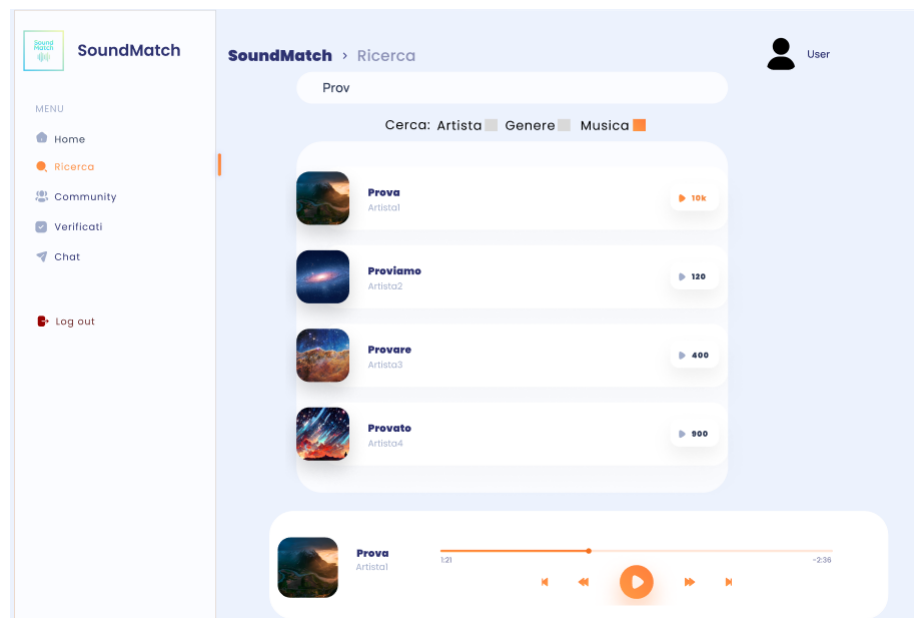 Sound
Match
SoundMatch
MENU
Home
Ricerca
Community
Verificati
Chat
Log out
SoundMatch › Ricerca
User
Prov
Cerca: Artista Genere Musica
Prova
Artista1
10k
Proviamo
Artista2
120
Provare
Artista3
400
Provato
Artista4
900
Prova
Artista1
1:21
-2:36